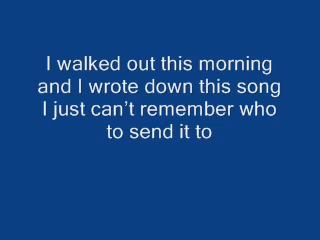 I walked out this morning
and I wrote down this song
I just can’t remember who
to send it to